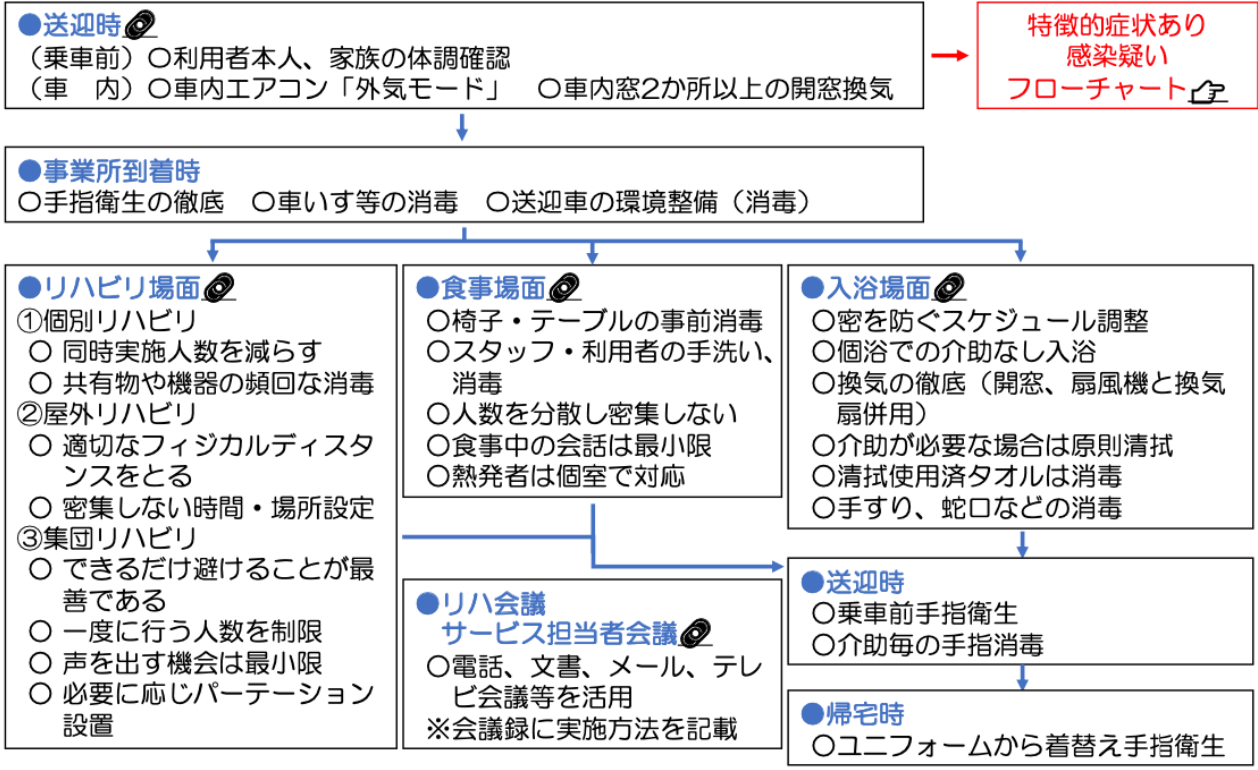 ●送迎時
（乗車前）〇利用者本人、家族の体調確認
（車　内）〇車内エアコン「外気モード」　〇車内窓2か所以上の開窓換気
特徴的症状あり
感染疑い
フローチャート
●事業所到着時
〇手指衛生の徹底　〇車いす等の消毒　〇送迎車の環境整備（消毒）
●リハビリ場面
①個別リハビリ
〇 同時実施人数を減らす
〇 共有物や機器の頻回な消毒
②屋外リハビリ
〇 適切なフィジカルディスタ
ンスをとる
〇 密集しない時間・場所設定
③集団リハビリ
〇 できるだけ避けることが最
善である
〇 一度に行う人数を制限
〇 声を出す機会は最小限
〇 必要に応じパーテーション
設置
●食事場面
〇椅子・テーブルの事前消毒
〇スタッフ・利用者の手洗い、
消毒
〇人数を分散し密集しない
〇食事中の会話は最小限
〇熱発者は個室で対応
●リハ会議
サービス担当者会議
〇電話、文書、メール、テレ
ビ会議等を活用
※会議録に実施方法を記載
●入浴場面
〇密を防ぐスケジュール調整
〇個浴での介助なし入浴
〇換気の徹底（開窓、扇風機と換気
扇併用）
〇介助が必要な場合は原則清拭
〇清拭使用済タオルは消毒
〇手すり、蛇口などの消毒
●送迎時
〇乗車前手指衛生
〇介助毎の手指消毒
●帰宅時
〇ユニフォームから着替え手指衛生